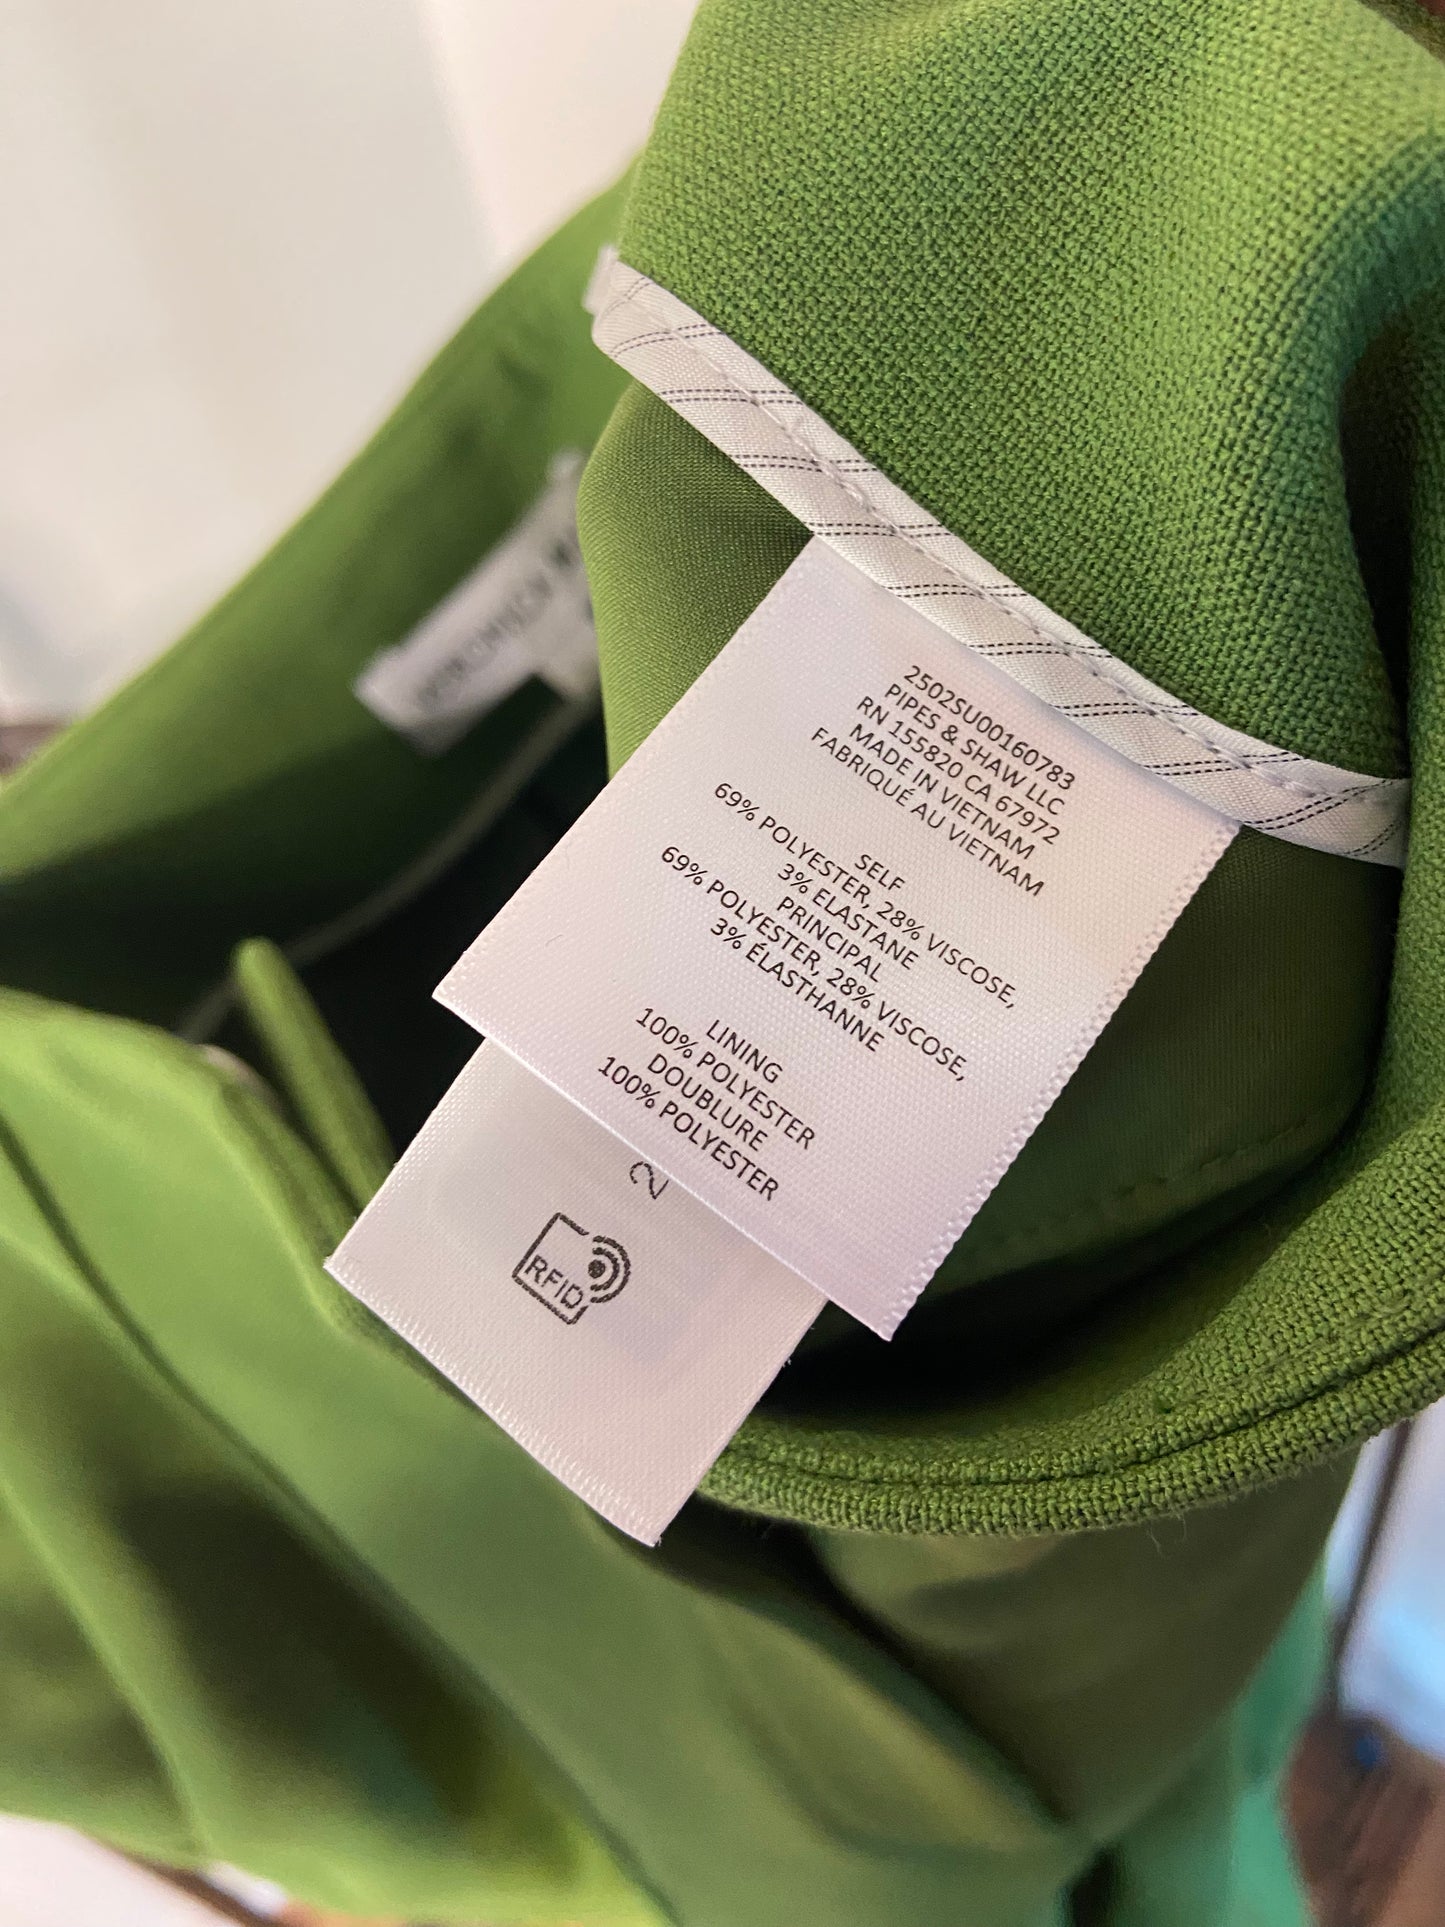 2502SU00160783
PIPES & SHAW LLC
RN 155820 CA 67972
MADE IN VIETNAM
FABRIQUÉ AU VIETNAM
SELF
69% POLYESTER, 28% VISCOSE,
3% ELASTANE
PRINCIPAL
69% POLYESTER, 28% VISCOSE,
3% ÉLASTHANNE
LINING
100% POLYESTER
DOUBLURE
100% POLYESTER
2
RFID